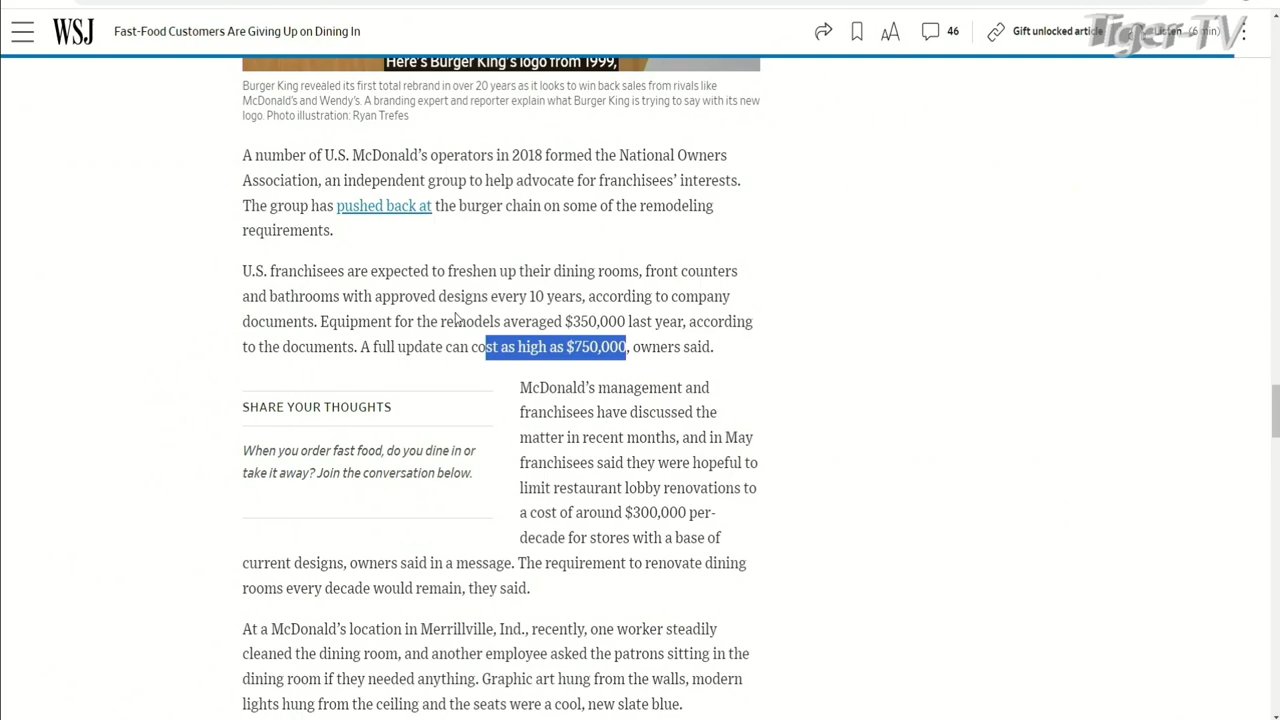 WSJ
Fast-Food Customers Are Giving Up on Dining In
46
Gift unlocked article
Listen (6 min)
Tiger-TV
Here's Burger King's logo from 1999,
Burger King revealed its first total rebrand in over 20 years as it looks to win back sales from rivals like
McDonald's and Wendy's. A branding expert and reporter explain what Burger King is trying to say with its new
logo. Photo illustration: Ryan Trefes
A number of U.S. McDonald's operators in 2018 formed the National Owners
Association, an independent group to help advocate for franchisees' interests.
The group has pushed back at the burger chain on some of the remodeling
requirements.
U.S. franchisees are expected to freshen up their dining rooms, front counters
and bathrooms with approved designs every 10 years, according to company
documents. Equipment for the remodels averaged $350,000 last year, according
to the documents. A full update can cost as high as $750,000, owners said.
SHARE YOUR THOUGHTS
When you order fast food, do you dine in or
take it away? Join the conversation below.
McDonald's management and
franchisees have discussed the
matter in recent months, and in May
franchisees said they were hopeful to
limit restaurant lobby renovations to
a cost of around $300,000 per-
decade for stores with a base of
current designs, owners said in a message. The requirement to renovate dining
rooms every decade would remain, they said.
At a McDonald's location in Merrillville, Ind., recently, one worker steadily
cleaned the dining room, and another employee asked the patrons sitting in the
dining room if they needed anything. Graphic art hung from the walls, modern
lights hung from the ceiling and the seats were a cool, new slate blue.